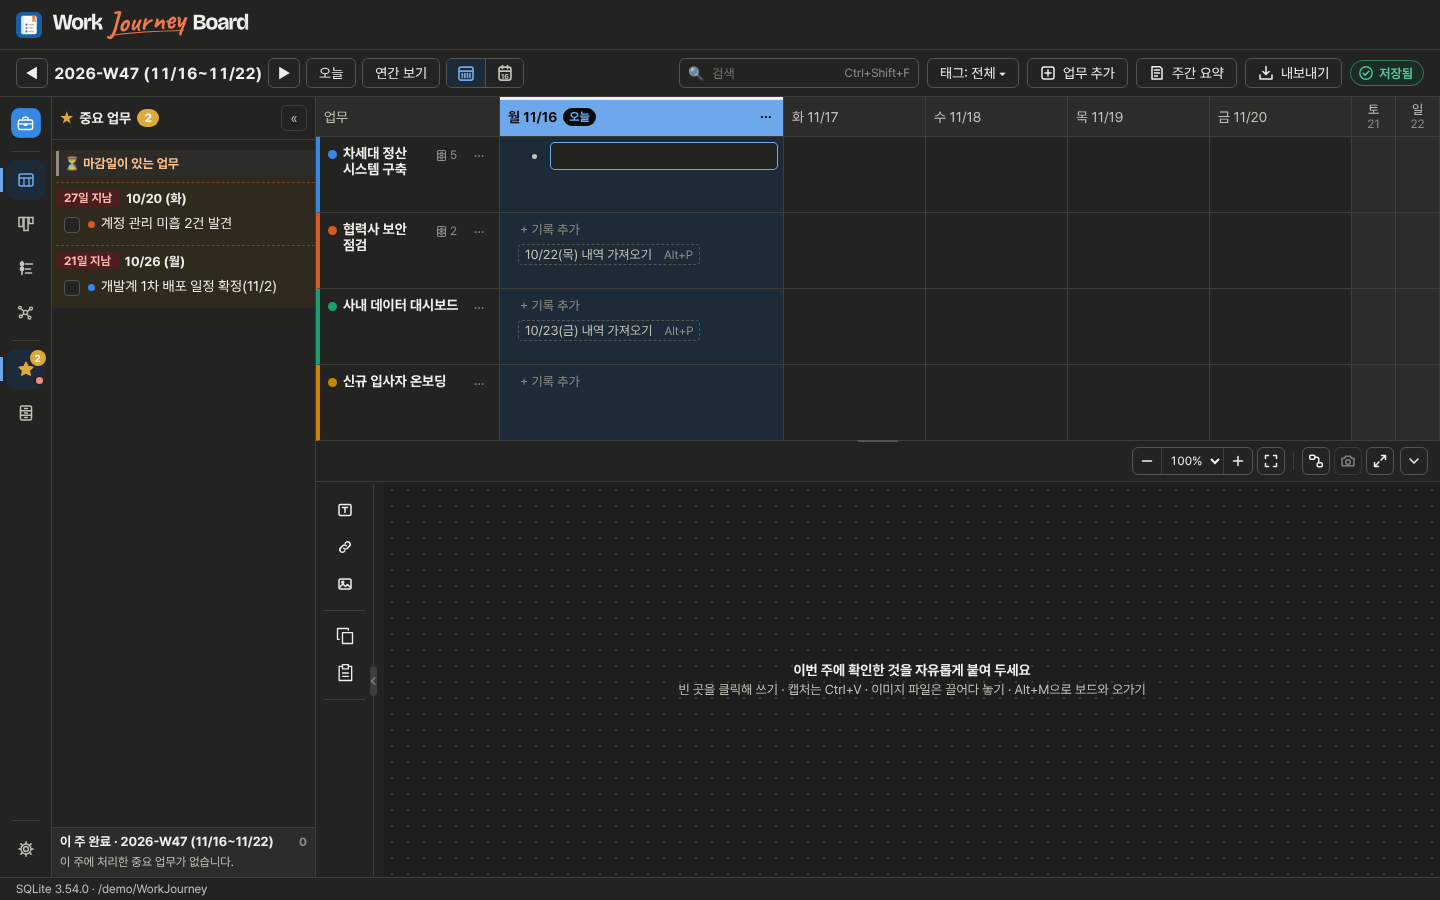 Work Journey Board
◀ 2026-W47 (11/16~11/22) ▶ 오늘 연간 보기 16 검색 Ctrl+Shift+F 태그: 전체 업무 추가 주간 요약 내보내기 저장됨
★ 중요 업무 2 «
⏳ 마감일이 있는 업무
27일 지남 10/20 (화)
계정 관리 미흡 2건 발견
21일 지남 10/26 (월)
개발계 1차 배포 일정 확정(11/2)
2
이 주 완료 · 2026-W47 (11/16~11/22) 0
이 주에 처리한 중요 업무가 없습니다.
업무 월 11/16 오늘 ··· 화 11/17 수 11/18 목 11/19 금 11/20 토 21 일 22
차세대 정산 시스템 구축 5 ···
협력사 보안 점검 2 ···
+ 기록 추가
10/22(목) 내역 가져오기 Alt+P
사내 데이터 대시보드 ···
+ 기록 추가
10/23(금) 내역 가져오기 Alt+P
신규 입사자 온보딩 ···
+ 기록 추가
− 100% +
이번 주에 확인한 것을 자유롭게 붙여 두세요
빈 곳을 클릭해 쓰기 · 캡처는 Ctrl+V · 이미지 파일은 끌어다 놓기 · Alt+M으로 보드와 오가기
SQLite 3.54.0 · /demo/WorkJourney